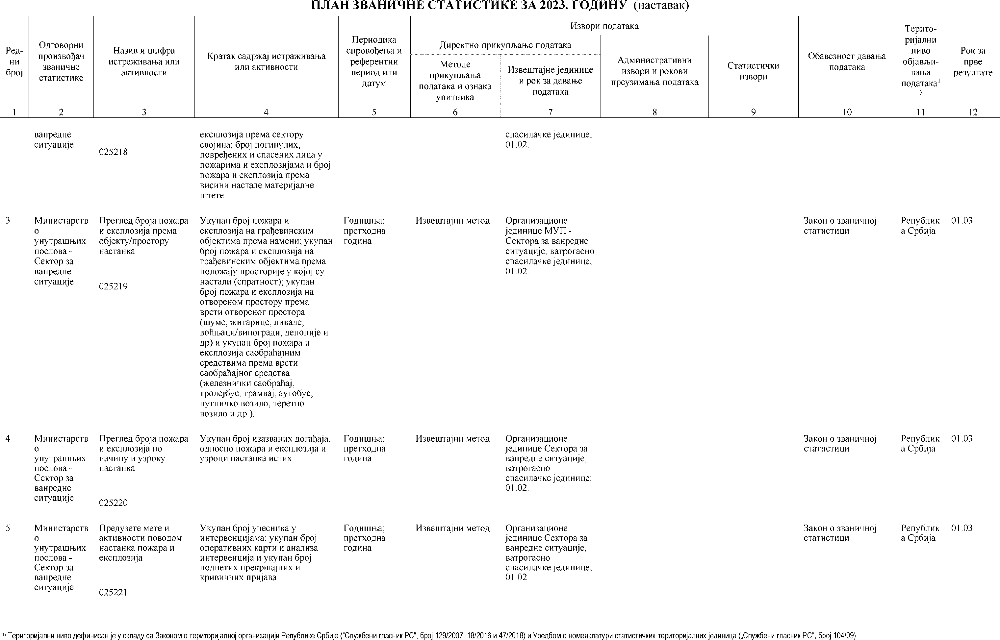 ПЛАН ЗВАНИЧНЕ СТАТИСТИКЕ ЗА 2023. ГОДИНУ (наставак)
Ред-
ни
број
Одговорни
произвођач
званичне
статистике
Назив и шифра
истраживања или
активности
Кратак садржај истраживања
или активности
Периодика
спровођења и
референтни
период или
датум
Извори података
Директно прикупљање података
Методе
прикупљања
података и ознака
упитника
Извештајне јединице
и рок за давање
података
Административни
извори и рокови
преузимања података
Статистички
извори
Обавезност давања
података
Терито-
ријални
ниво
објављи-
вања
података¹
)
Рок за
прве
резултате
1 2 3 4 5 6 7 8 9 10 11 12
ванредне
ситуације
025218
експлозија према сектору
својина; број погинулих,
повређених и спасених лица у
пожарима и експлозијама и број
пожара и експлозија према
висини настале материјалне
штете
спасилачке јединице;
01.02.
3
Министарств
о
унутрашњих
послова -
Сектор за
ванредне
ситуације
Преглед броја пожара
и експлозија према
објекту/простору
настанка
025219
Укупан број пожара и
експлозија на грађевинским
објектима према намени; укупан
број пожара и експлозија на
грађевинским објектима према
положају просторије у којој су
настали (спратност); укупан
број пожара и експлозија на
отвореном простору према
врсти отвореног простора
(шуме, житарице, ливаде,
воћњаци/виногради, депоније и
др) и укупан број пожара и
експлозија саобраћајним
средствима према врсти
саобраћајног средства
(железнички саобраћај,
тролејбус, трамвај, аутобус,
путничко возило, теретно
возило и др.).
Годишња;
претходна
година
Извештајни метод
Организационе
јединице МУП -
Сектора за ванредне
ситуације, ватрогасно
спасилачке јединице;
01.02.
Закон о званичној
статистици
Републик
а Србија
01.03.
4
Министарств
о
унутрашњих
послова -
Сектор за
ванредне
ситуације
Преглед броја пожара
и експлозија по
начину и узроку
настанка
025220
Укупан број изазваних догађаја,
односно пожара и експлозија и
узроци настанка истих.
Годишња;
претходна
година
Извештајни метод
Организационе
јединице Сектора за
ванредне ситуације,
ватрогасно
спасилачке јединице;
01.02.
Закон о званичној
статистици
Републик
а Србија
01.03.
5
Министарств
о
унутрашњих
послова -
Сектор за
ванредне
ситуације
Предузете мете и
активности поводом
настанка пожара и
експлозија
025221
Укупан број учесника у
интервенцијама; укупан број
оперативних карти и анализа
интервенција и укупан број
поднетих прекршајних и
кривичних пријава
Годишња;
претходна
година
Извештајни метод
Организационе
јединице Сектора за
ванредне ситуације,
ватрогасно
спасилачке јединице;
01.02.
Закон о званичној
статистици
Републик
а Србија
01.03.
¹⁾ Територијални ниво дефинисан је у складу са Законом о територијалној организацији Републике Србије ("Службени гласник РС", број 129/2007, 18/2016 и 47/2018) и Уредбом о номенклатури статистичких територијалних јединица („Службени гласник РС", број 104/09).